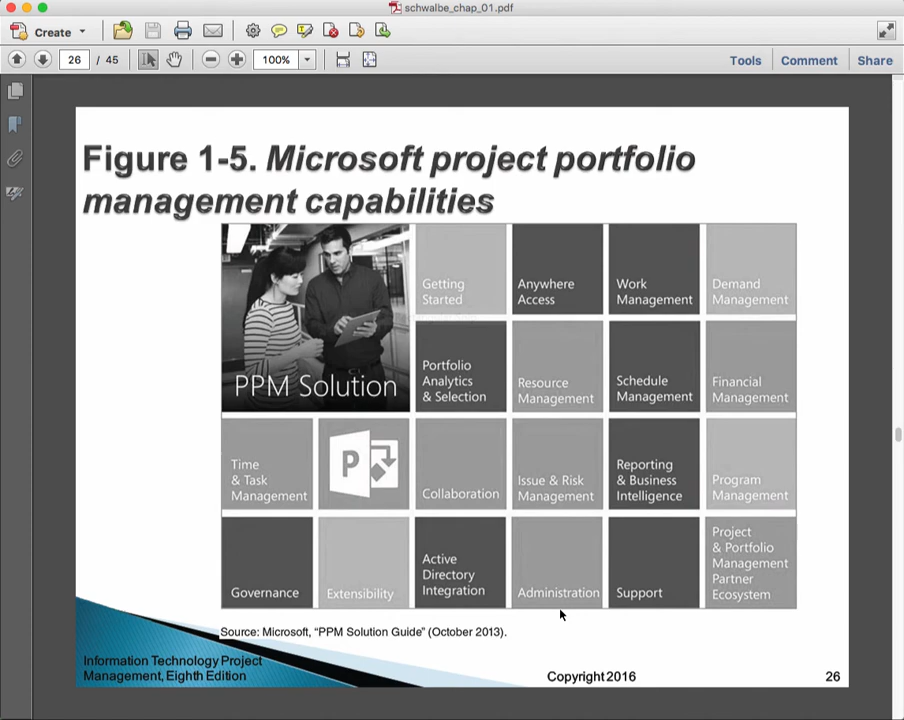 schwalbe_chap_01.pdf
Create
26 / 45
100%
Tools
Comment
Share
Figure 1-5. Microsoft project portfolio
management capabilities
PPM Solution
Getting
Started
Anywhere
Access
Work
Management
Demand
Management
Portfolio
Analytics
& Selection
Resource
Management
Schedule
Management
Financial
Management
Time
& Task
Management
P
Collaboration
Issue & Risk
Management
Reporting
& Business
Intelligence
Program
Management
Governance
Extensibility
Active
Directory
Integration
Administration
Support
Project
& Portfolio
Management
Partner
Ecosystem
Source: Microsoft, “PPM Solution Guide” (October 2013).
Information Technology Project
Management, Eighth Edition
Copyright 2016
26